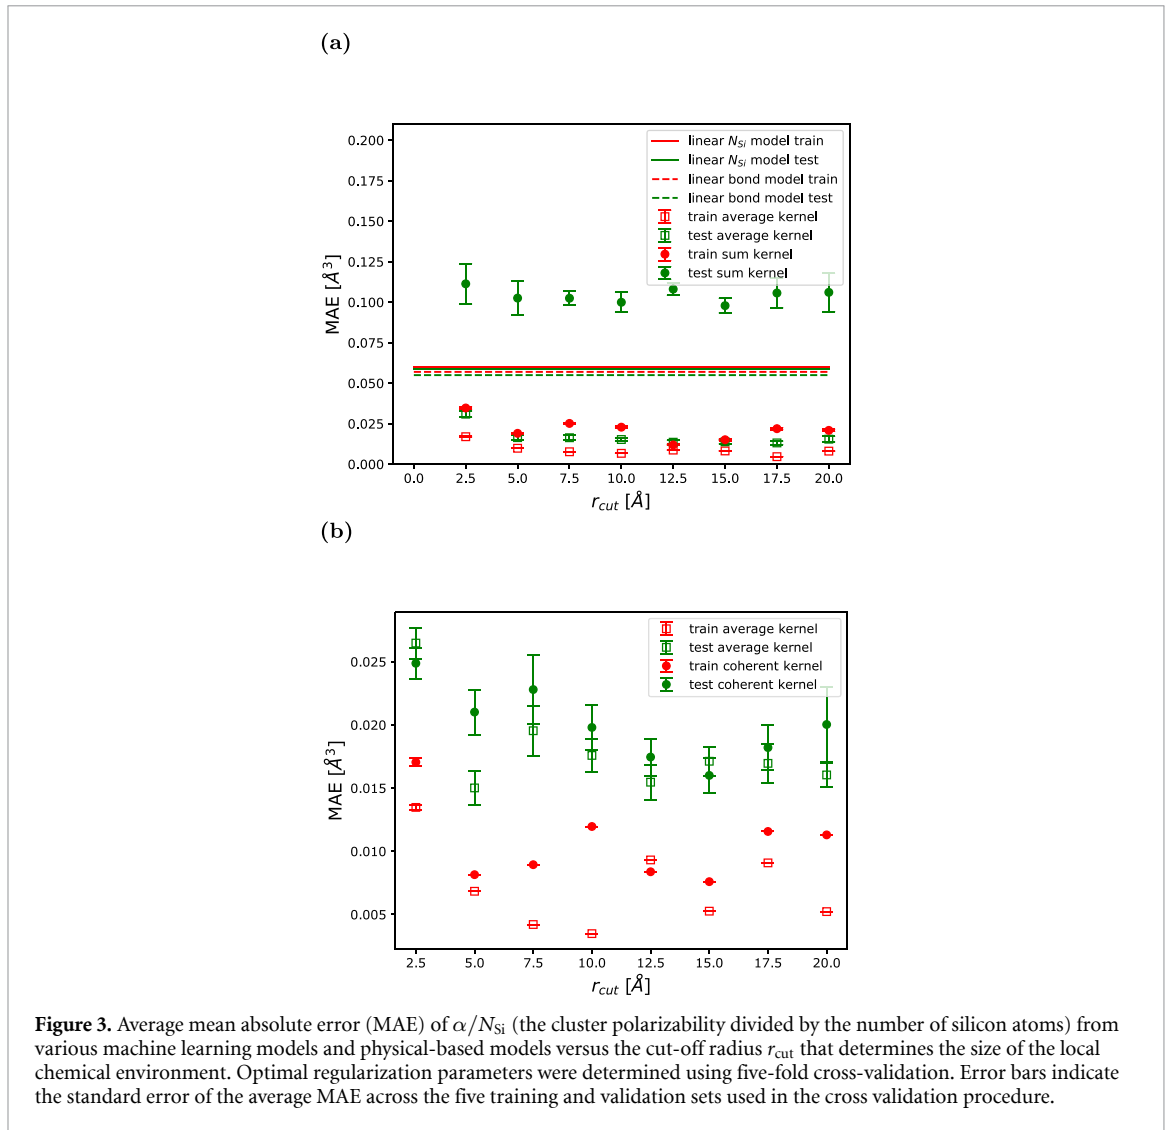 (a)
0.200
0.175
0.150
0.125
0.100
0.075
0.050
0.025
0.000
MAE [Å³]
linear N_Si model train
linear N_Si model test
linear bond model train
linear bond model test
train average kernel
test average kernel
train sum kernel
test sum kernel
0.0 2.5 5.0 7.5 10.0 12.5 15.0 17.5 20.0
r_cut [Å]
(b)
0.025
0.020
0.015
0.010
0.005
MAE [Å³]
train average kernel
test average kernel
train coherent kernel
test coherent kernel
2.5 5.0 7.5 10.0 12.5 15.0 17.5 20.0
r_cut [Å]
Figure 3. Average mean absolute error (MAE) of α/N_Si (the cluster polarizability divided by the number of silicon atoms) from
various machine learning models and physical-based models versus the cut-off radius r_cut that determines the size of the local
chemical environment. Optimal regularization parameters were determined using five-fold cross-validation. Error bars indicate
the standard error of the average MAE across the five training and validation sets used in the cross validation procedure.